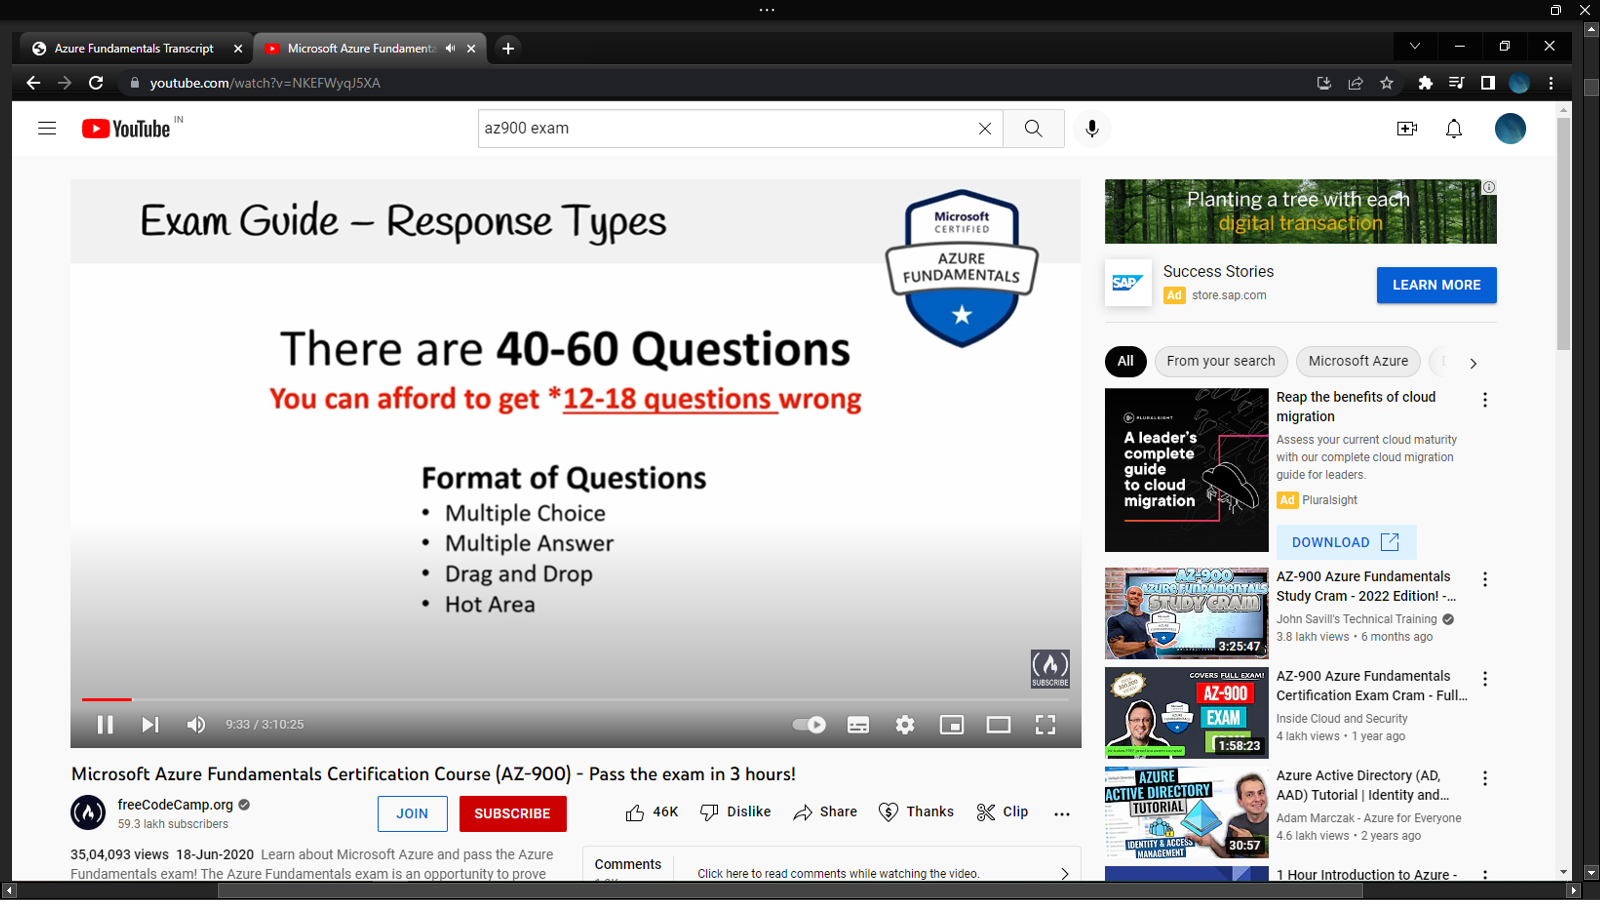 Azure Fundamentals Transcript
Microsoft Azure Fundamenta
youtube.com/watch?v=NKEFWyqJ5XA
YouTube IN
az900 exam
Exam Guide – Response Types
Microsoft
CERTIFIED
AZURE
FUNDAMENTALS
There are 40-60 Questions
You can afford to get *12-18 questions wrong
Format of Questions
• Multiple Choice
• Multiple Answer
• Drag and Drop
• Hot Area
SUBSCRIBE
9:33 / 3:10:25
Microsoft Azure Fundamentals Certification Course (AZ-900) - Pass the exam in 3 hours!
freeCodeCamp.org
59.3 lakh subscribers
JOIN
SUBSCRIBE
46K
Dislike
Share
Thanks
Clip
35,04,093 views 18-Jun-2020 Learn about Microsoft Azure and pass the Azure
Fundamentals exam! The Azure Fundamentals exam is an opportunity to prove
Comments
Click here to read comments while watching the video.
Planting a tree with each
digital transaction
SAP
Success Stories
Ad store.sap.com
LEARN MORE
All
From your search
Microsoft Azure
PLURALSIGHT
A leader's
complete
guide
to cloud
migration
Reap the benefits of cloud
migration
Assess your current cloud maturity
with our complete cloud migration
guide for leaders.
Ad Pluralsight
DOWNLOAD
AZ-900
AZURE FUNDAMENTALS
STUDY CRAM
3:25:47
AZ-900 Azure Fundamentals
Study Cram - 2022 Edition! -...
John Savill's Technical Training
3.8 lakh views • 6 months ago
COVERS FULL EXAM!
AZ-900
EXAM
1:58:23
AZ-900 Azure Fundamentals
Certification Exam Cram - Full...
Inside Cloud and Security
4 lakh views • 1 year ago
AZURE
ACTIVE DIRECTORY
TUTORIAL
IDENTITY & ACCESS
MANAGEMENT
30:57
Azure Active Directory (AD,
AAD) Tutorial | Identity and...
Adam Marczak - Azure for Everyone
4.6 lakh views • 2 years ago
1 Hour Introduction to Azure -